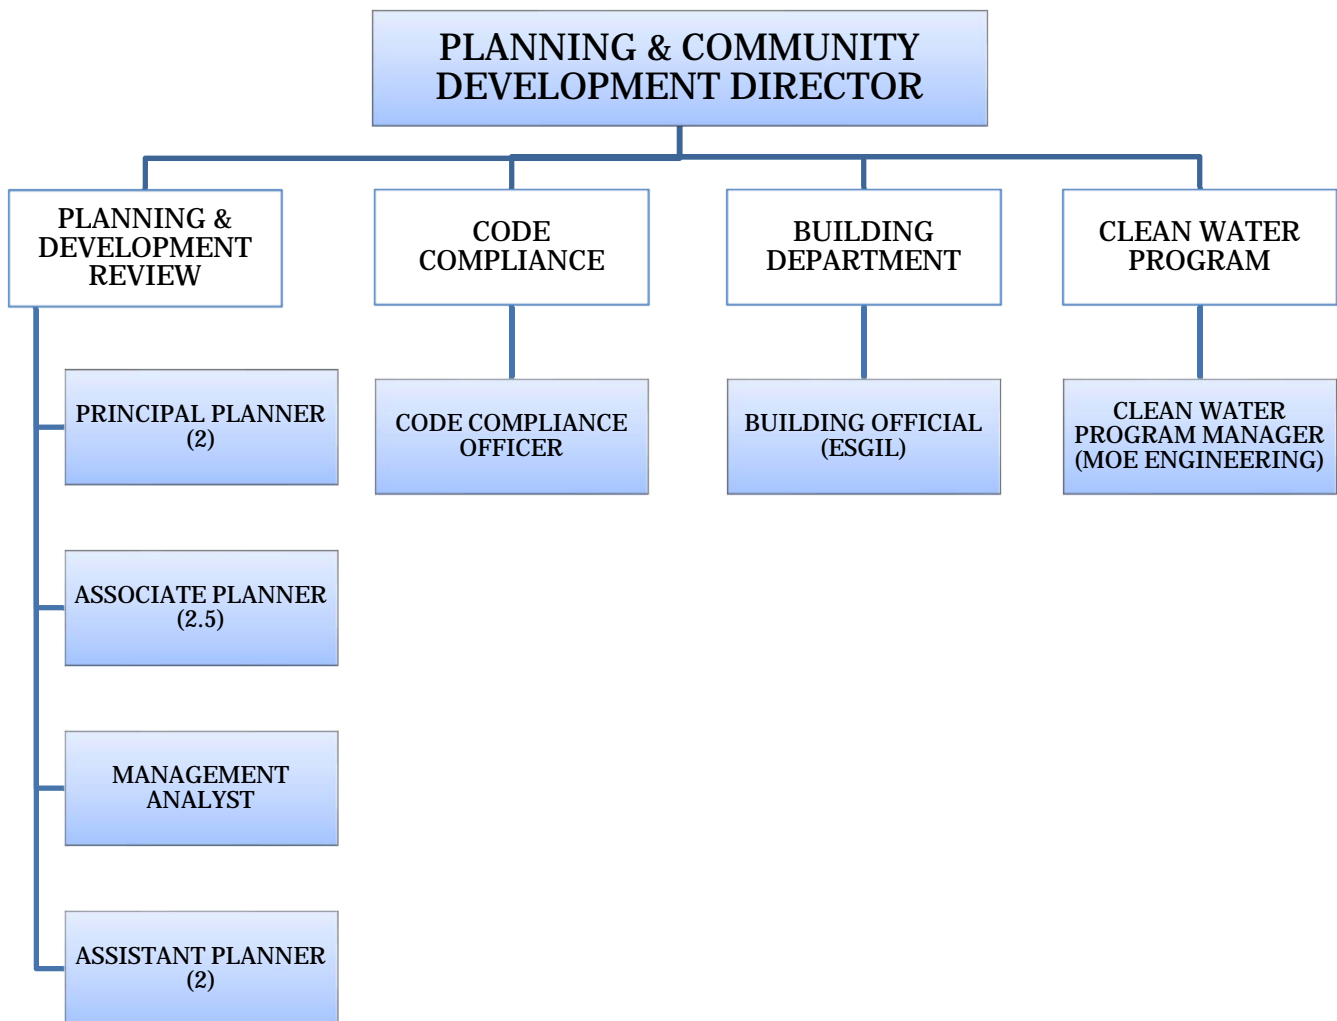 PLANNING & COMMUNITY
DEVELOPMENT DIRECTOR
PLANNING &
DEVELOPMENT
REVIEW
CODE
COMPLIANCE
BUILDING
DEPARTMENT
CLEAN WATER
PROGRAM
PRINCIPAL PLANNER
(2)
CODE COMPLIANCE
OFFICER
BUILDING OFFICIAL
(ESGIL)
CLEAN WATER
PROGRAM MANAGER
(MOE ENGINEERING)
ASSOCIATE PLANNER
(2.5)
MANAGEMENT
ANALYST
ASSISTANT PLANNER
(2)